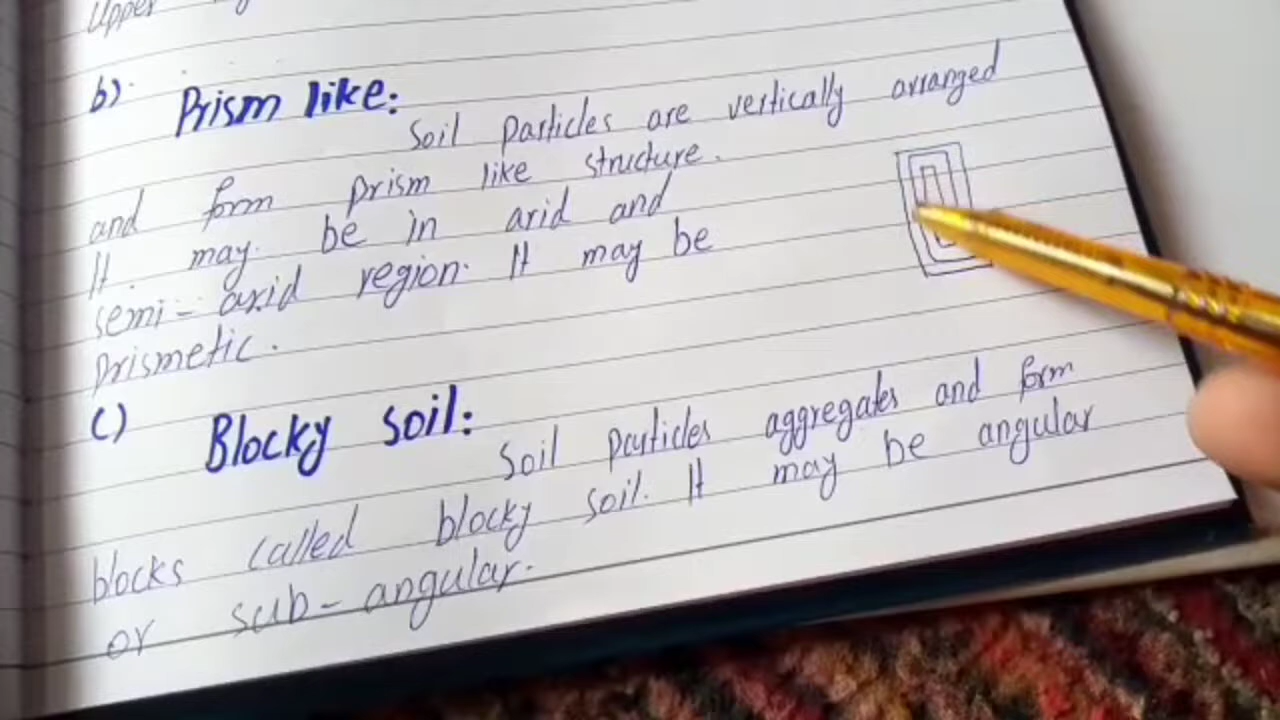 Upper
b). Prism like:
Soil particles are vertically arranged
and form prism like structure.
It may be in arid and
semi-arid region. It may be
prismetic.
c) Blocky soil:
Soil particles aggregates and form
blocks called blocky soil. It may be angular
or sub-angular.